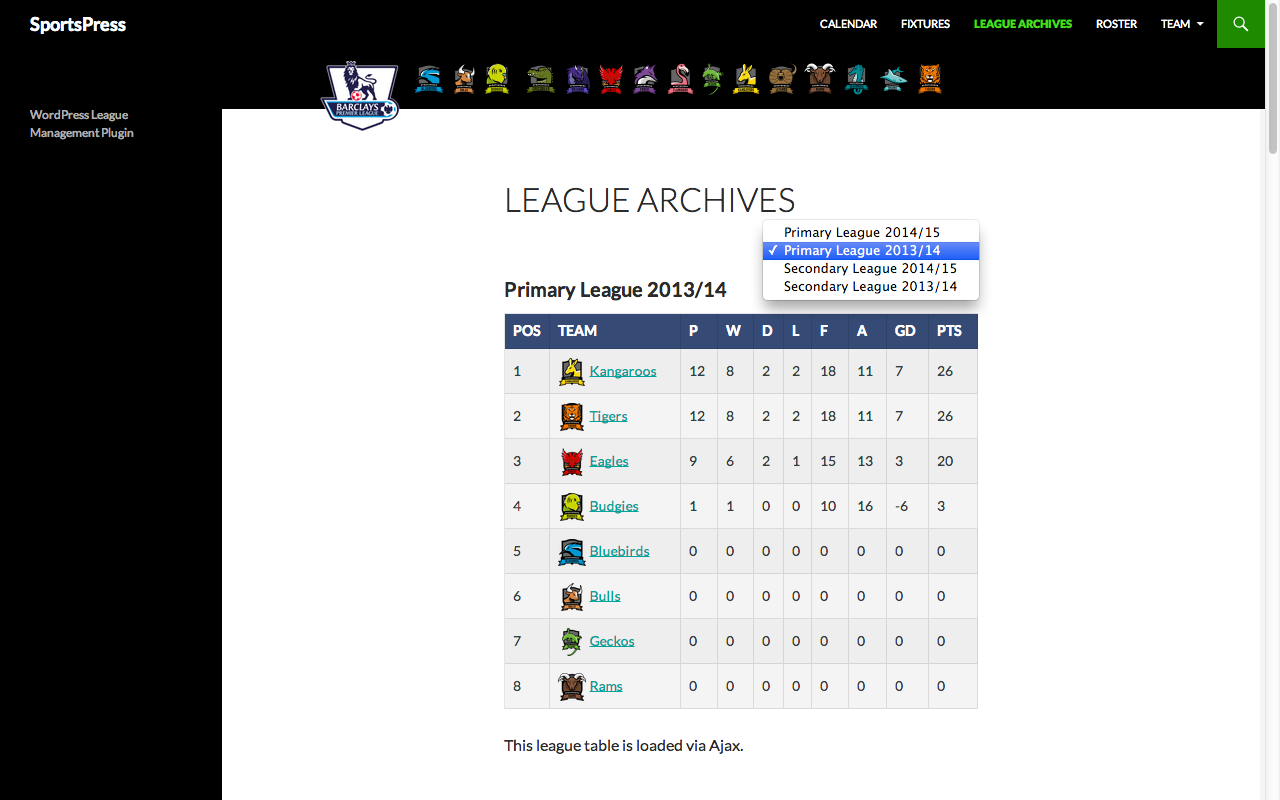 SportsPress
CALENDAR FIXTURES LEAGUE ARCHIVES ROSTER TEAM
BARCLAYS
PREMIER LEAGUE
WordPress League
Management Plugin
LEAGUE ARCHIVES
Primary League 2014/15
✓ Primary League 2013/14
Secondary League 2014/15
Secondary League 2013/14
Primary League 2013/14
POS TEAM P W D L F A GD PTS
1 Kangaroos 12 8 2 2 18 11 7 26
2 Tigers 12 8 2 2 18 11 7 26
3 Eagles 9 6 2 1 15 13 3 20
4 Budgies 1 1 0 0 10 16 -6 3
5 Bluebirds 0 0 0 0 0 0 0 0
6 Bulls 0 0 0 0 0 0 0 0
7 Geckos 0 0 0 0 0 0 0 0
8 Rams 0 0 0 0 0 0 0 0
This league table is loaded via Ajax.